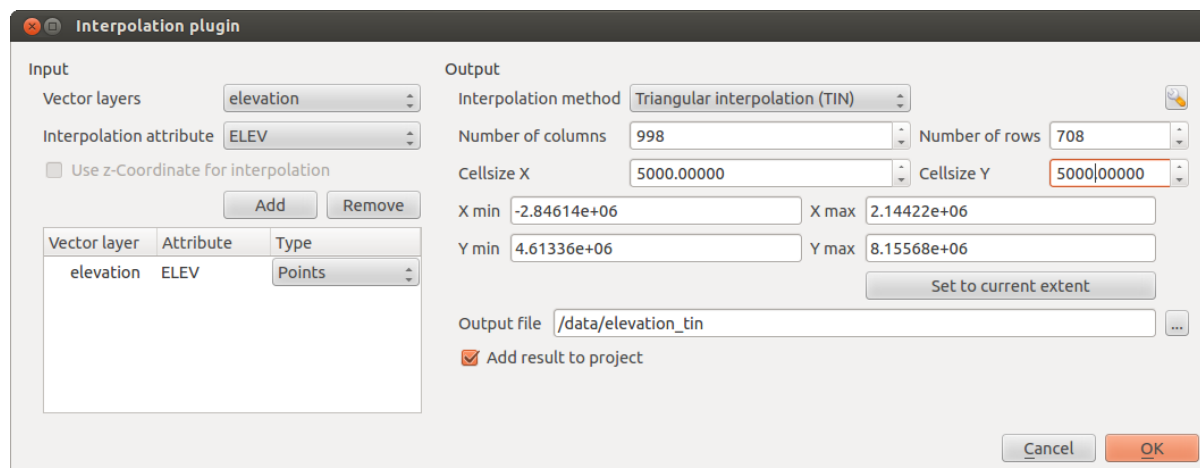 Interpolation plugin
Input
Vector layers elevation
Interpolation attribute ELEV
Use z-Coordinate for interpolation
Add Remove
Vector layer Attribute Type
elevation ELEV Points
Output
Interpolation method Triangular interpolation (TIN)
Number of columns 998 Number of rows 708
Cellsize X 5000.00000 Cellsize Y 5000.00000
X min -2.84614e+06 X max 2.14422e+06
Y min 4.61336e+06 Y max 8.15568e+06
Set to current extent
Output file /data/elevation_tin ...
Add result to project
Cancel OK